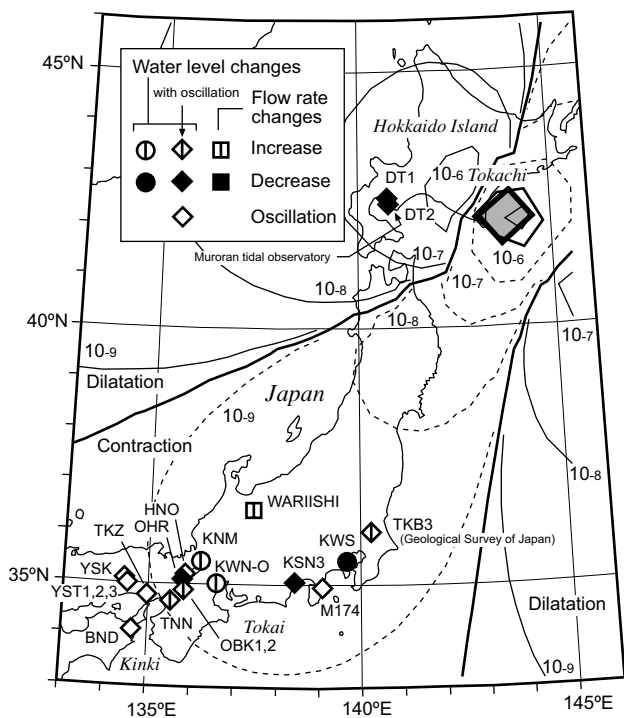 45ºN
Water level changes
with oscillation
Flow rate
changes
Increase
Decrease
Oscillation
Hokkaido Island
10-6 Tokachi
DT1
DT2
10-6
Muroran tidal observatory
10-7
10-7
10-8
10-8
40ºN
10-7
10-9
Dilatation
Japan
10-9
Contraction
10-8
WARIISHI
HNO
OHR
TKZ
KNM
KWS
TKB3
(Geological Survey of Japan)
YSK
KWN-O
KSN3
35ºN
YST1,2,3
M174
Dilatation
TNN
OBK1,2
Tokai
BND
Kinki
10-9
135ºE
140ºE
145ºE